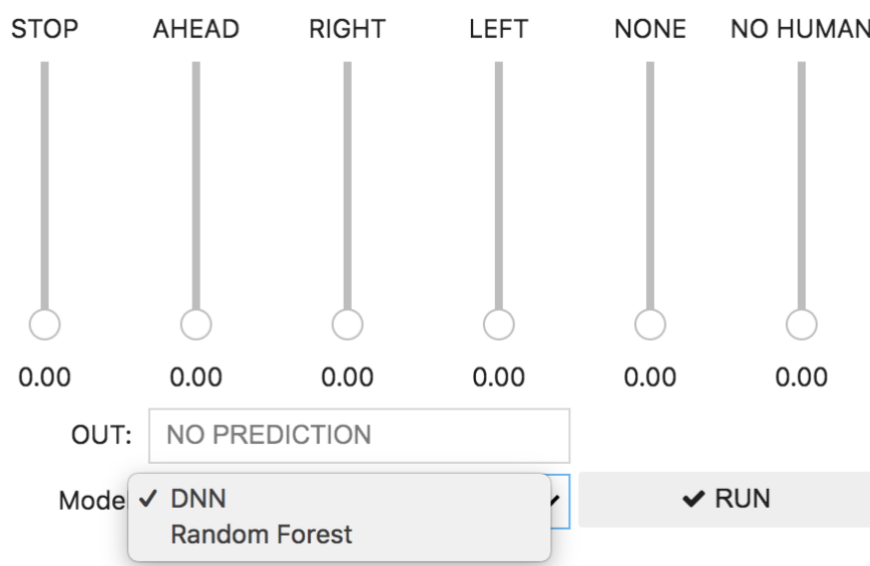 STOP AHEAD RIGHT LEFT NONE NO HUMAN
0.00 0.00 0.00 0.00 0.00 0.00
OUT: NO PREDICTION
Model
✓ DNN
✔ RUN
Random Forest